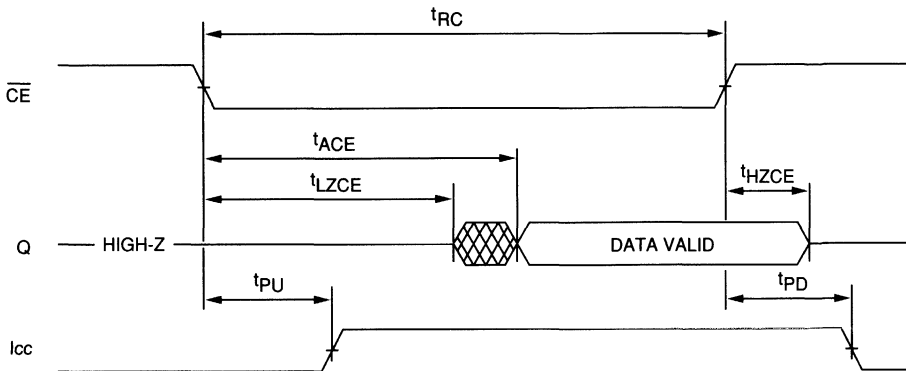 tRC
CE
tACE
tLZCE
tHZCE
Q
HIGH-Z
DATA VALID
tPU
tPD
Icc